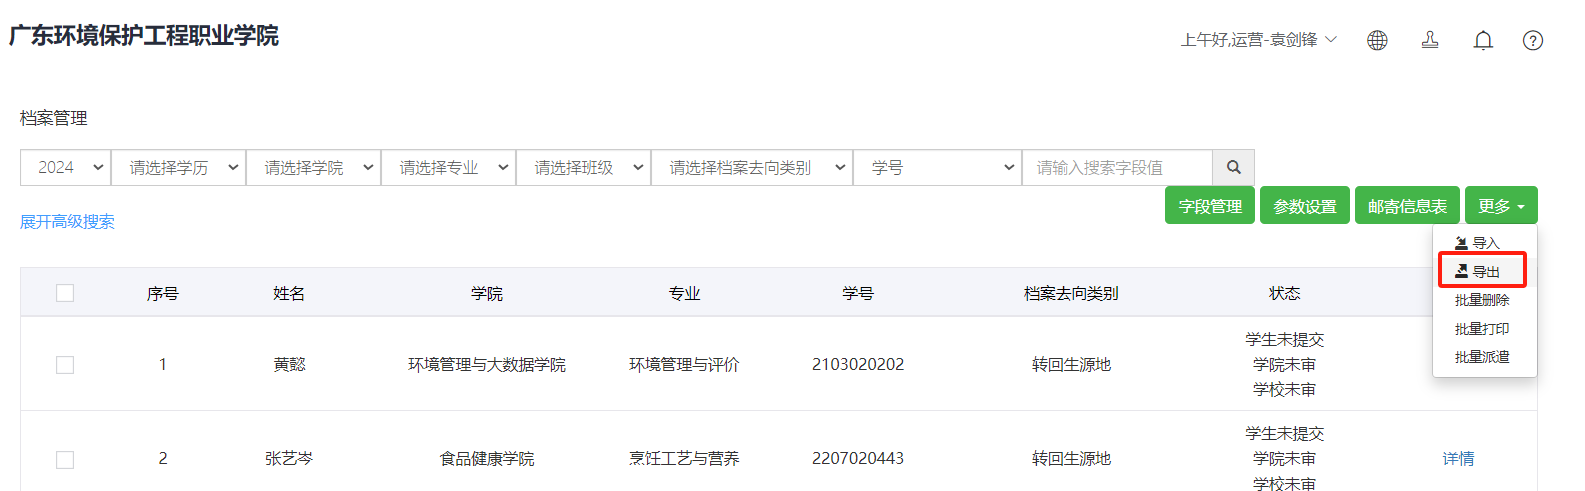 广东环境保护工程职业学院
上午好,运营-袁剑锋
档案管理
2024 请选择学历 请选择学院 请选择专业 请选择班级 请选择档案去向类别 学号 请输入搜索字段值
展开高级搜索 字段管理 参数设置 邮寄信息表 更多
导入
导出
批量删除
批量打印
批量派遣
序号 姓名 学院 专业 学号 档案去向类别 状态
1 黄懿 环境管理与大数据学院 环境管理与评价 2103020202 转回生源地 学生未提交
学院未审
学校未审
2 张艺岑 食品健康学院 烹饪工艺与营养 2207020443 转回生源地 学生未提交
学院未审
学校未审
详情